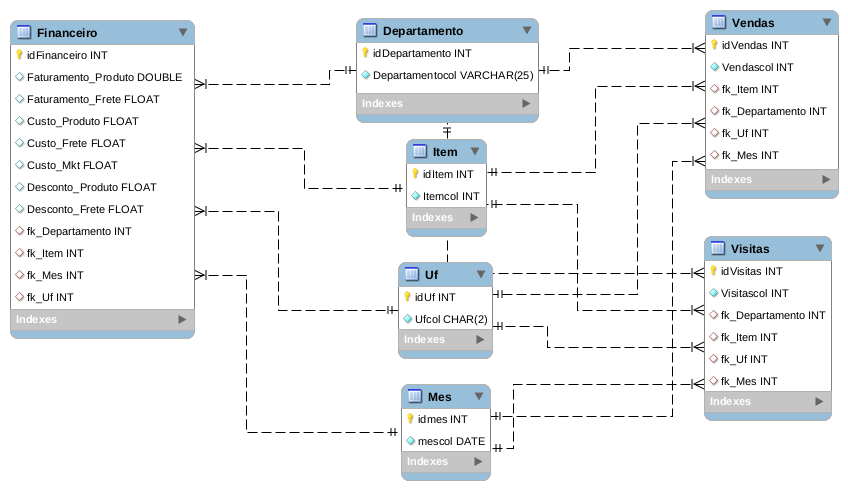 Financeiro
idFinanceiro INT
Faturamento_Produto DOUBLE
Faturamento_Frete FLOAT
Custo_Produto FLOAT
Custo_Frete FLOAT
Custo_Mkt FLOAT
Desconto_Produto FLOAT
Desconto_Frete FLOAT
fk_Departamento INT
fk_Item INT
fk_Mes INT
fk_Uf INT
Indexes
Departamento
idDepartamento INT
Departamentocol VARCHAR(25)
Indexes
Item
idItem INT
Itemcol INT
Indexes
Uf
idUf INT
Ufcol CHAR(2)
Indexes
Mes
idmes INT
mescol DATE
Indexes
Vendas
idVendas INT
Vendascol INT
fk_Item INT
fk_Departamento INT
fk_Uf INT
fk_Mes INT
Indexes
Visitas
idVisitas INT
Visitascol INT
fk_Departamento INT
fk_Item INT
fk_Uf INT
fk_Mes INT
Indexes